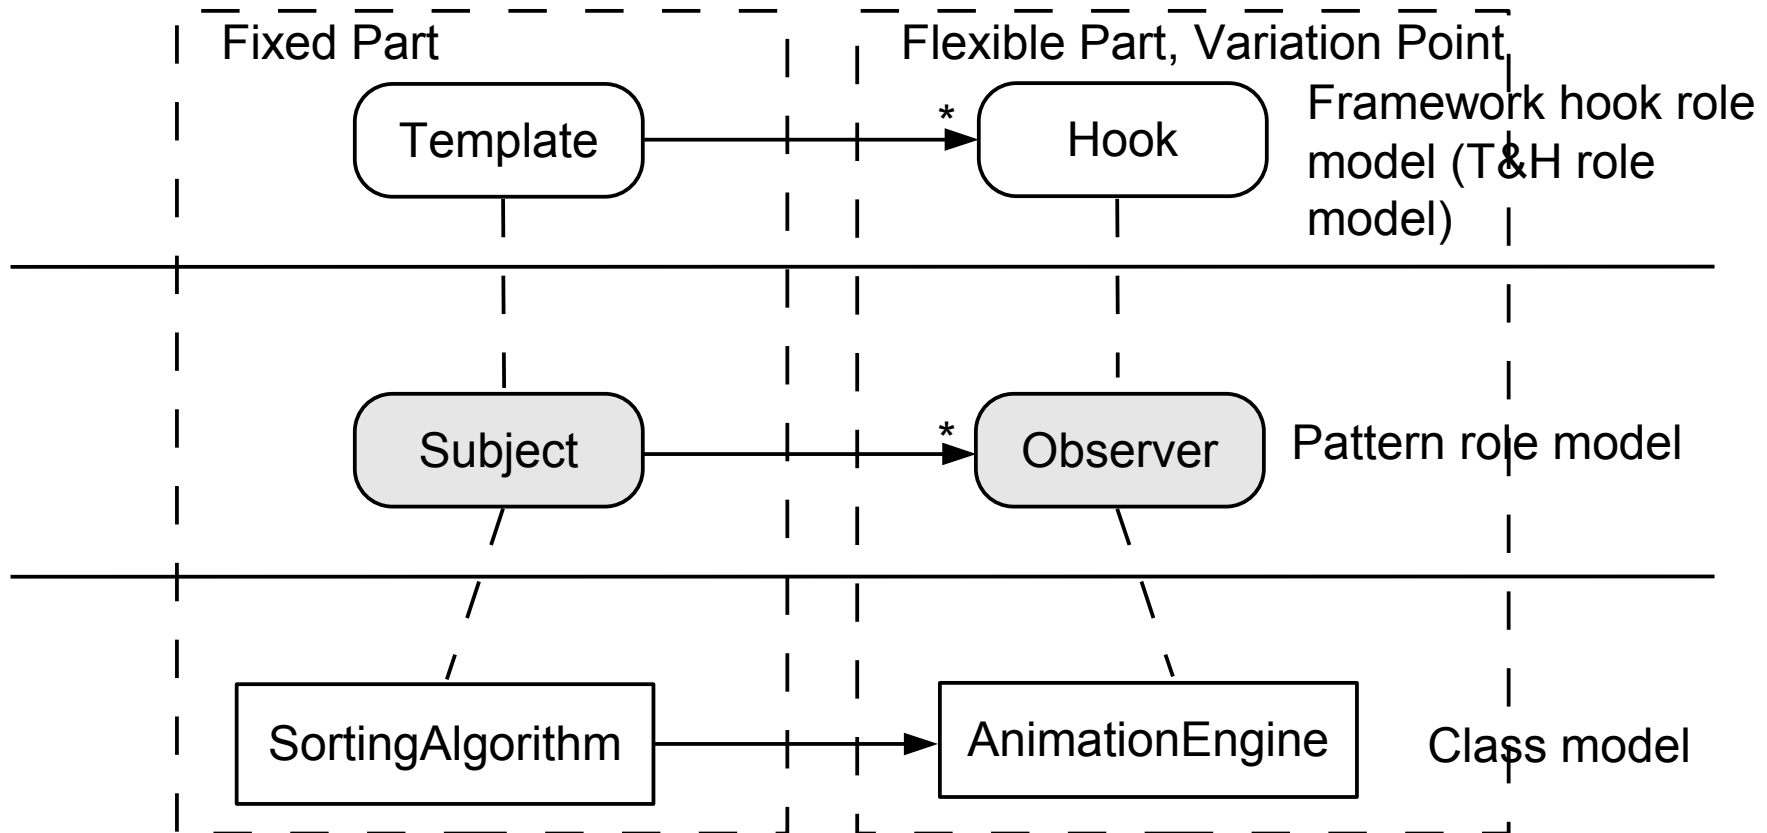 Fixed Part
Flexible Part, Variation Point
Template
*
Hook
Framework hook role
model (T&H role
model)
Subject
*
Observer
Pattern role model
SortingAlgorithm
AnimationEngine
Class model